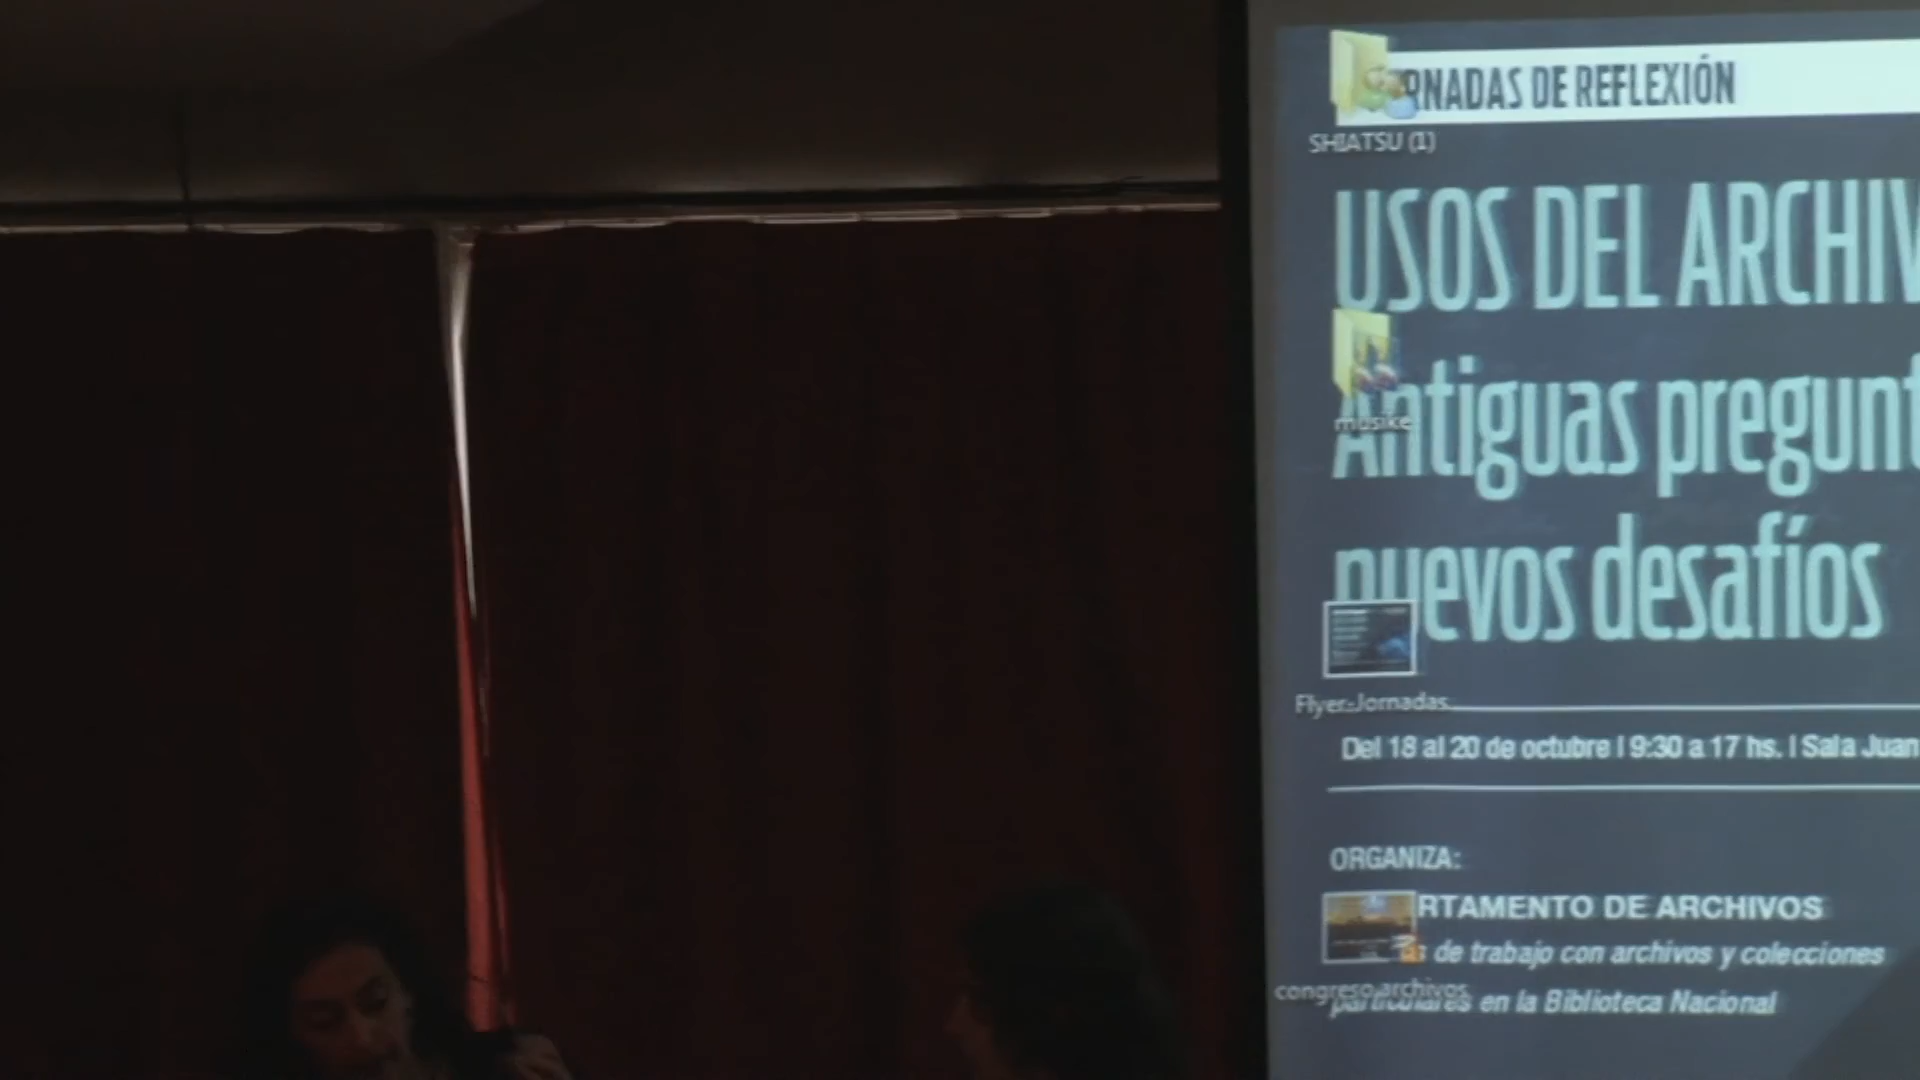 RNADAS DE REFLEXIÓN
SHIATSU (1)
USOS DEL ARCHIV
musike
Antiguas pregunt
nuevos desafíos
Flyer-Jornadas
Del 18 al 20 de octubre | 9:30 a 17 hs. | Sala Juan
ORGANIZA:
RTAMENTO DE ARCHIVOS
de trabajo con archivos y colecciones
congreso archivos
particulares en la Biblioteca Nacional